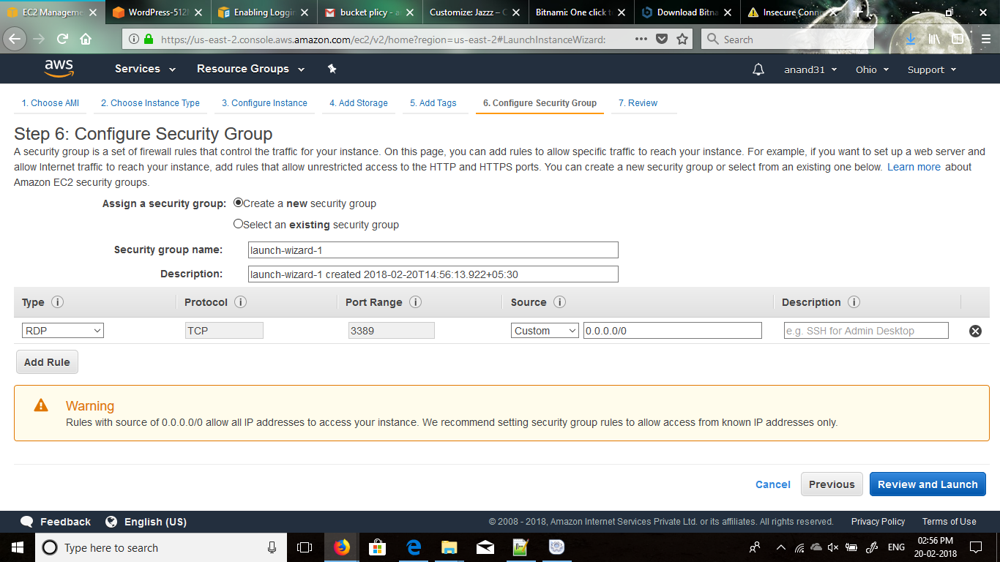 EC2 Manageme
WordPress-512
Enabling Loggin
bucket plicy - a
Customize: Jazzz – C
Bitnami: One click t
Download Bitna
Insecure Conne
https://us-east-2.console.aws.amazon.com/ec2/v2/home?region=us-east-2#LaunchInstanceWizard:
Search
aws
Services
Resource Groups
anand31
Ohio
Support
1. Choose AMI
2. Choose Instance Type
3. Configure Instance
4. Add Storage
5. Add Tags
6. Configure Security Group
7. Review
Step 6: Configure Security Group
A security group is a set of firewall rules that control the traffic for your instance. On this page, you can add rules to allow specific traffic to reach your instance. For example, if you want to set up a web server and
allow Internet traffic to reach your instance, add rules that allow unrestricted access to the HTTP and HTTPS ports. You can create a new security group or select from an existing one below. Learn more about
Amazon EC2 security groups.
Assign a security group:
Create a new security group
Select an existing security group
Security group name:
launch-wizard-1
Description:
launch-wizard-1 created 2018-02-20T14:56:13.922+05:30
Type
Protocol
Port Range
Source
Description
RDP
TCP
3389
Custom
0.0.0.0/0
e.g. SSH for Admin Desktop
Add Rule
Warning
Rules with source of 0.0.0.0/0 allow all IP addresses to access your instance. We recommend setting security group rules to allow access from known IP addresses only.
Cancel
Previous
Review and Launch
Feedback
English (US)
© 2008 - 2018, Amazon Internet Services Private Ltd. or its affiliates. All rights reserved.
Privacy Policy
Terms of Use
Type here to search
ENG
02:56 PM
20-02-2018